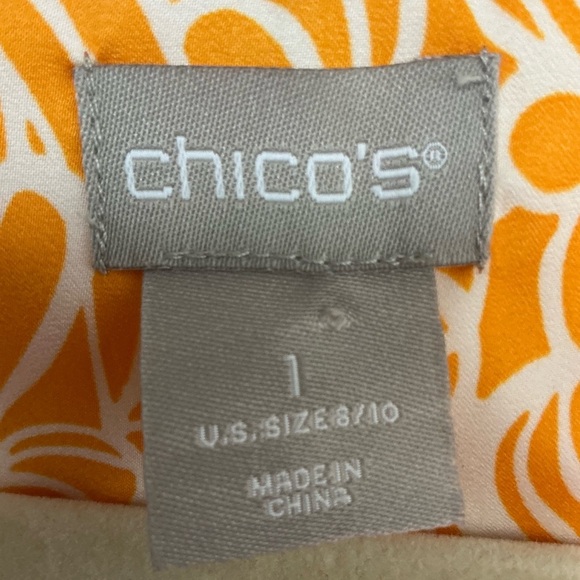 chico's®
1
U.S. SIZE 8/10
MADE IN
CHINA